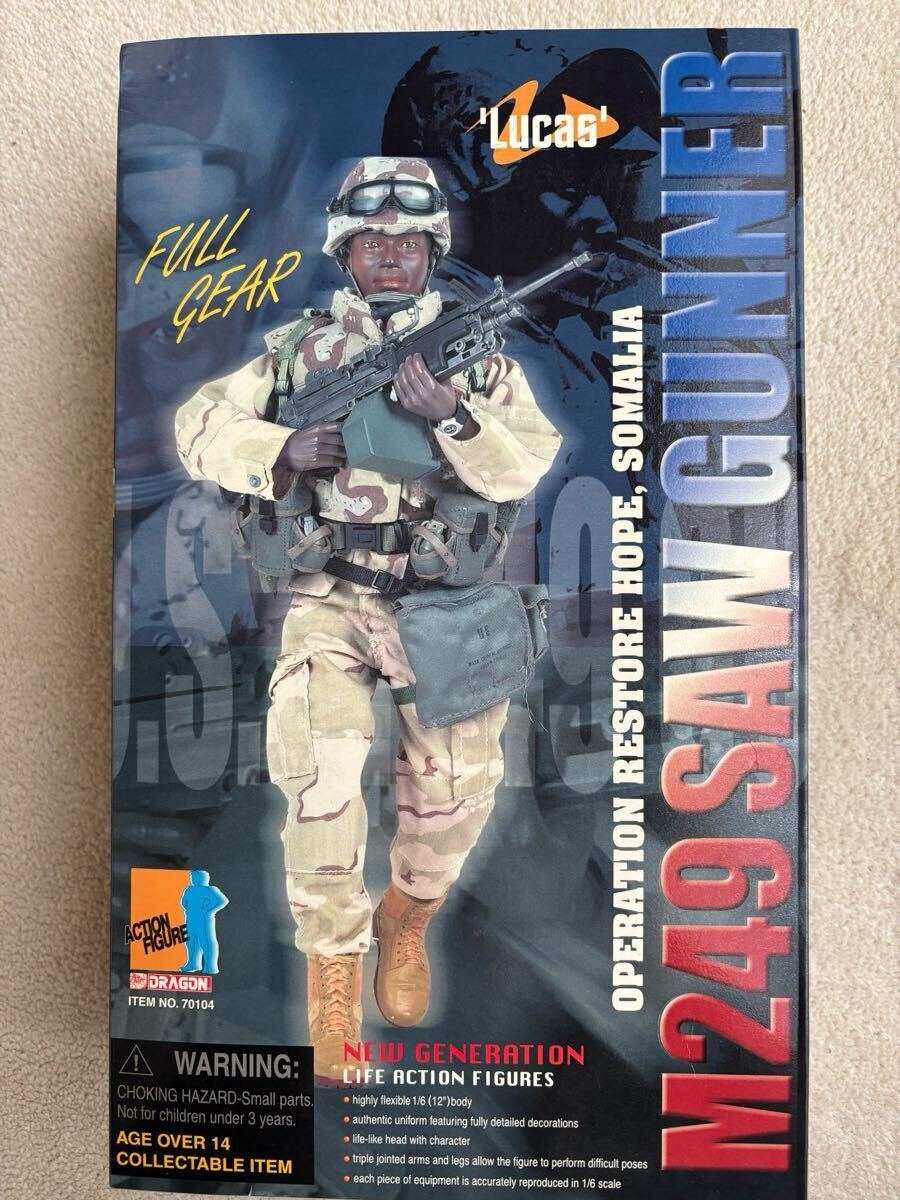 'Lucas'
FULL
GEAR
M249 SAW GUNNER
OPERATION RESTORE HOPE, SOMALIA
U.S.
ACTION
FIGURE
DRAGON
ITEM NO. 70104
WARNING:
CHOKING HAZARD-Small parts.
Not for children under 3 years.
AGE OVER 14
COLLECTABLE ITEM
NEW GENERATION
LIFE ACTION FIGURES
• highly flexible 1/6 (12")body
• authentic uniform featuring fully detailed decorations
• life-like head with character
• triple jointed arms and legs allow the figure to perform difficult poses
• each piece of equipment is accurately reproduced in 1/6 scale